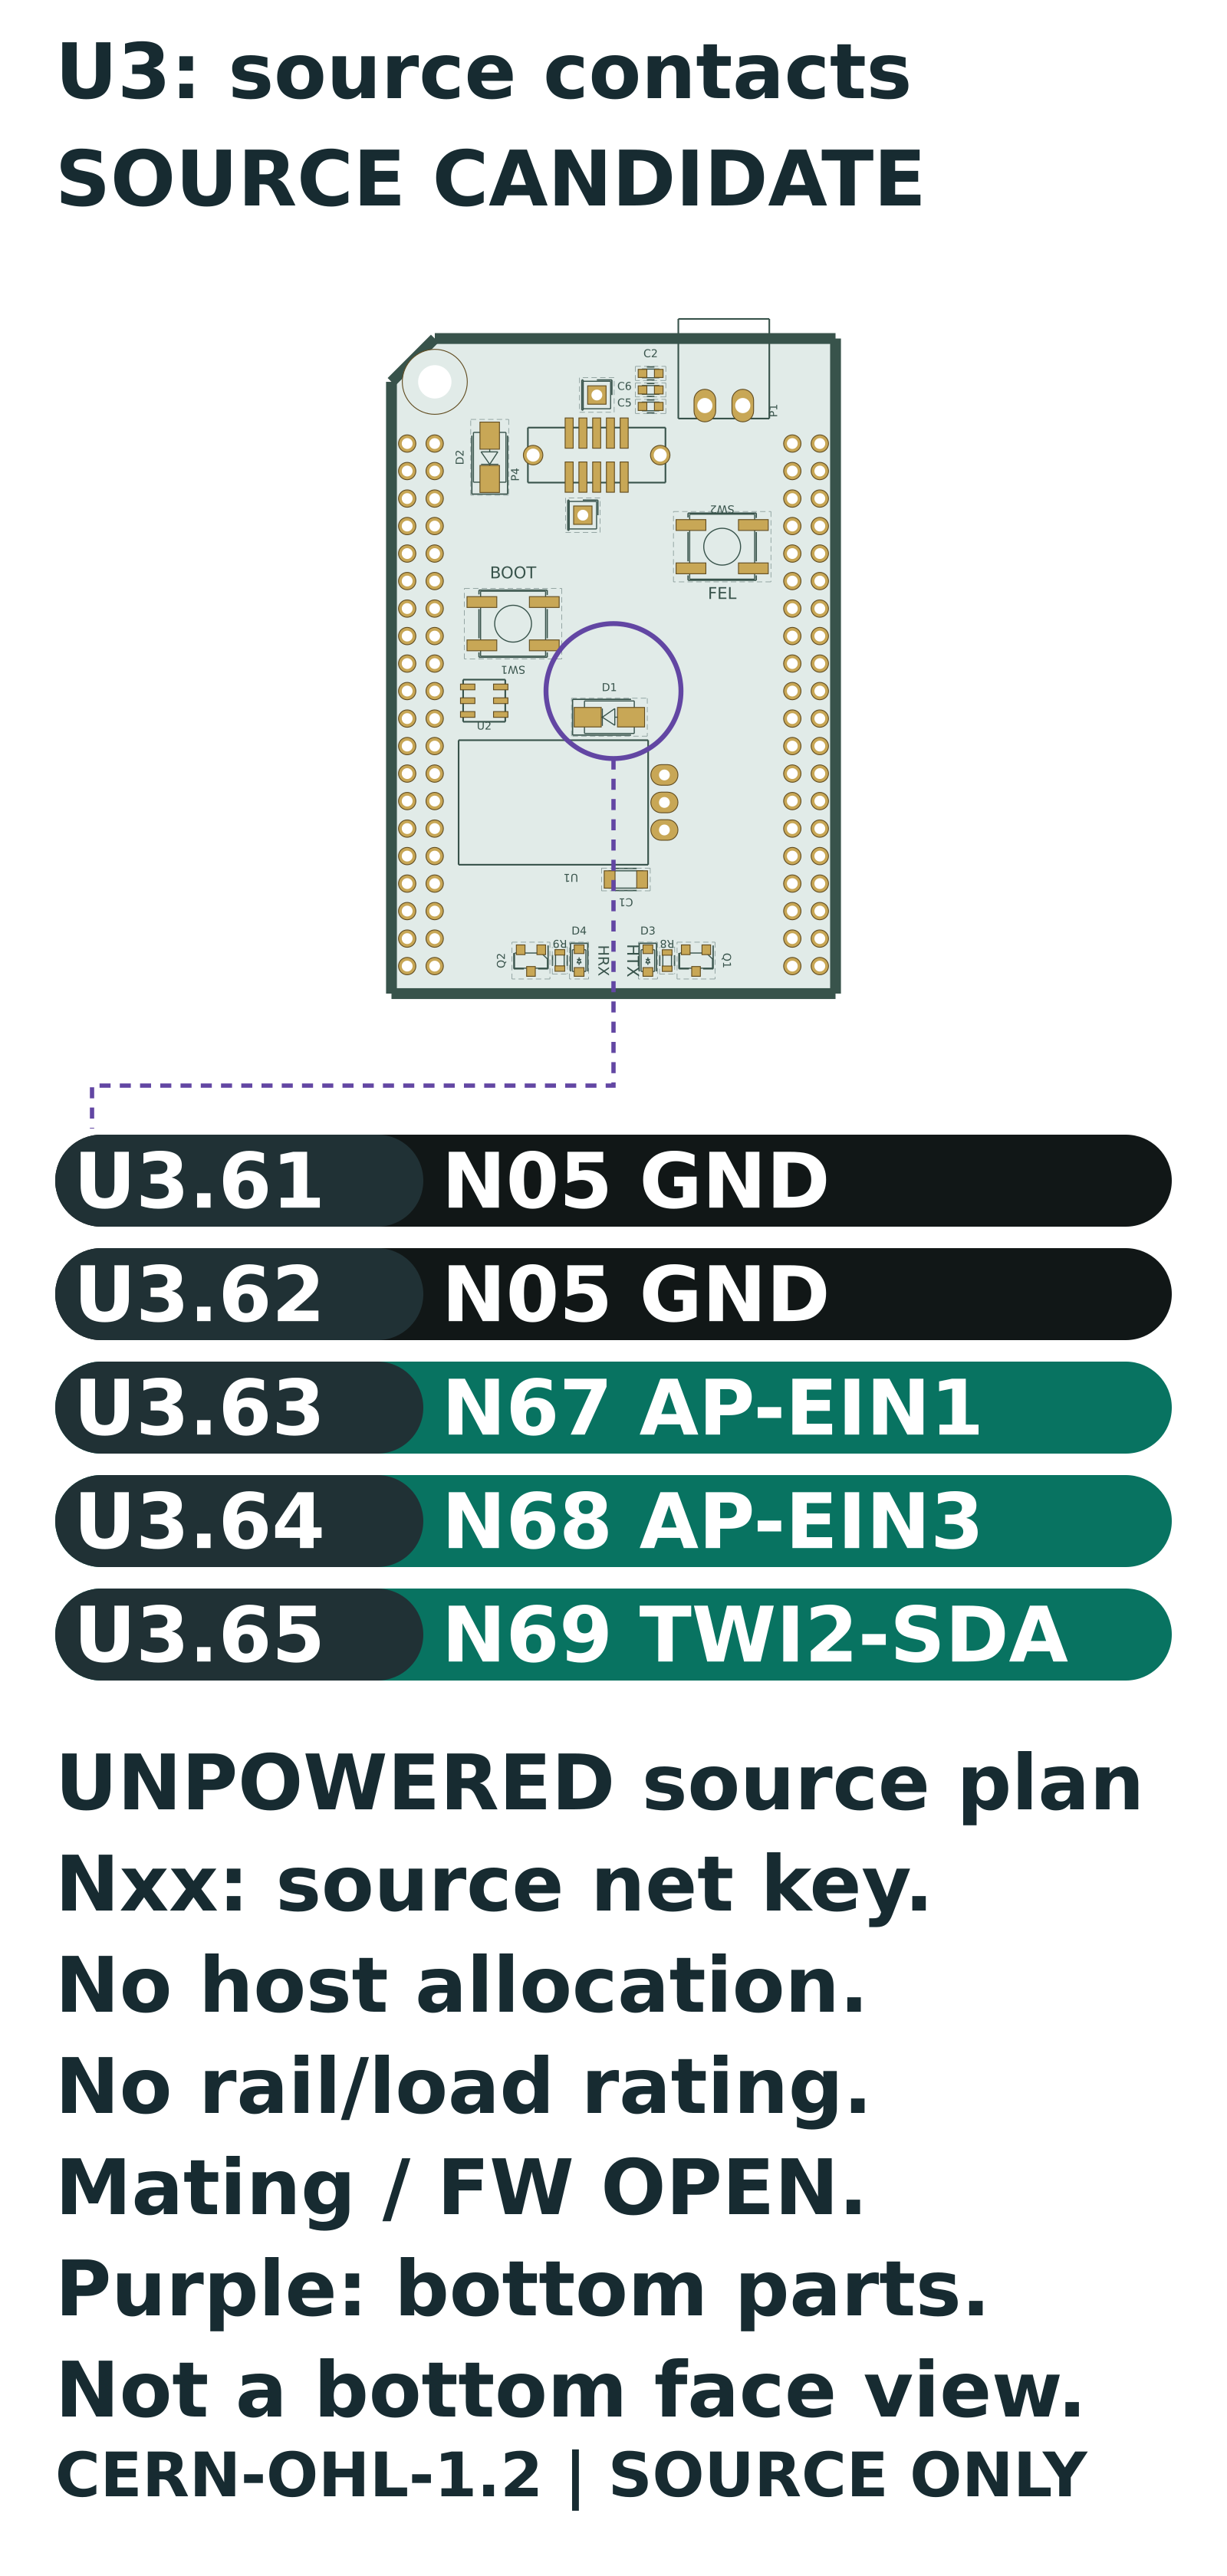 U3: source contacts
SOURCE CANDIDATE
C2
C6
C5
P1
D2
P4
SW2
BOOT
FEL
SW1
D1
U2
U1
C1
D4
D3
Q2
R9
HRX
HTX
R8
Q1
U3.61 N05 GND
U3.62 N05 GND
U3.63 N67 AP-EIN1
U3.64 N68 AP-EIN3
U3.65 N69 TWI2-SDA
UNPOWERED source plan
Nxx: source net key.
No host allocation.
No rail/load rating.
Mating / FW OPEN.
Purple: bottom parts.
Not a bottom face view.
CERN-OHL-1.2 | SOURCE ONLY